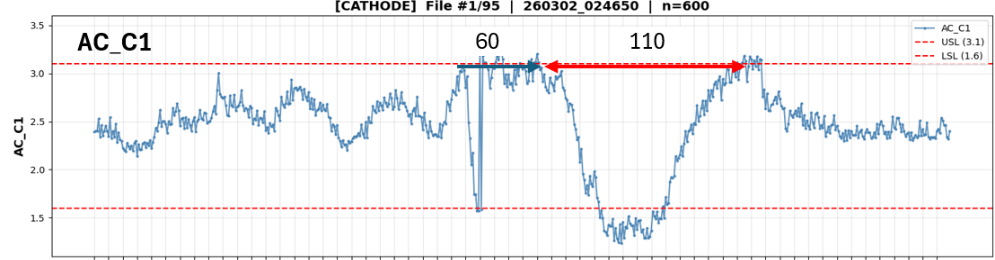 [CATHODE] File #1/95 | 260302_024650 | n=600
AC_C1
60
110
AC_C1
USL (3.1)
LSL (1.6)
3.5
3.0
2.5
2.0
1.5
AC_C1